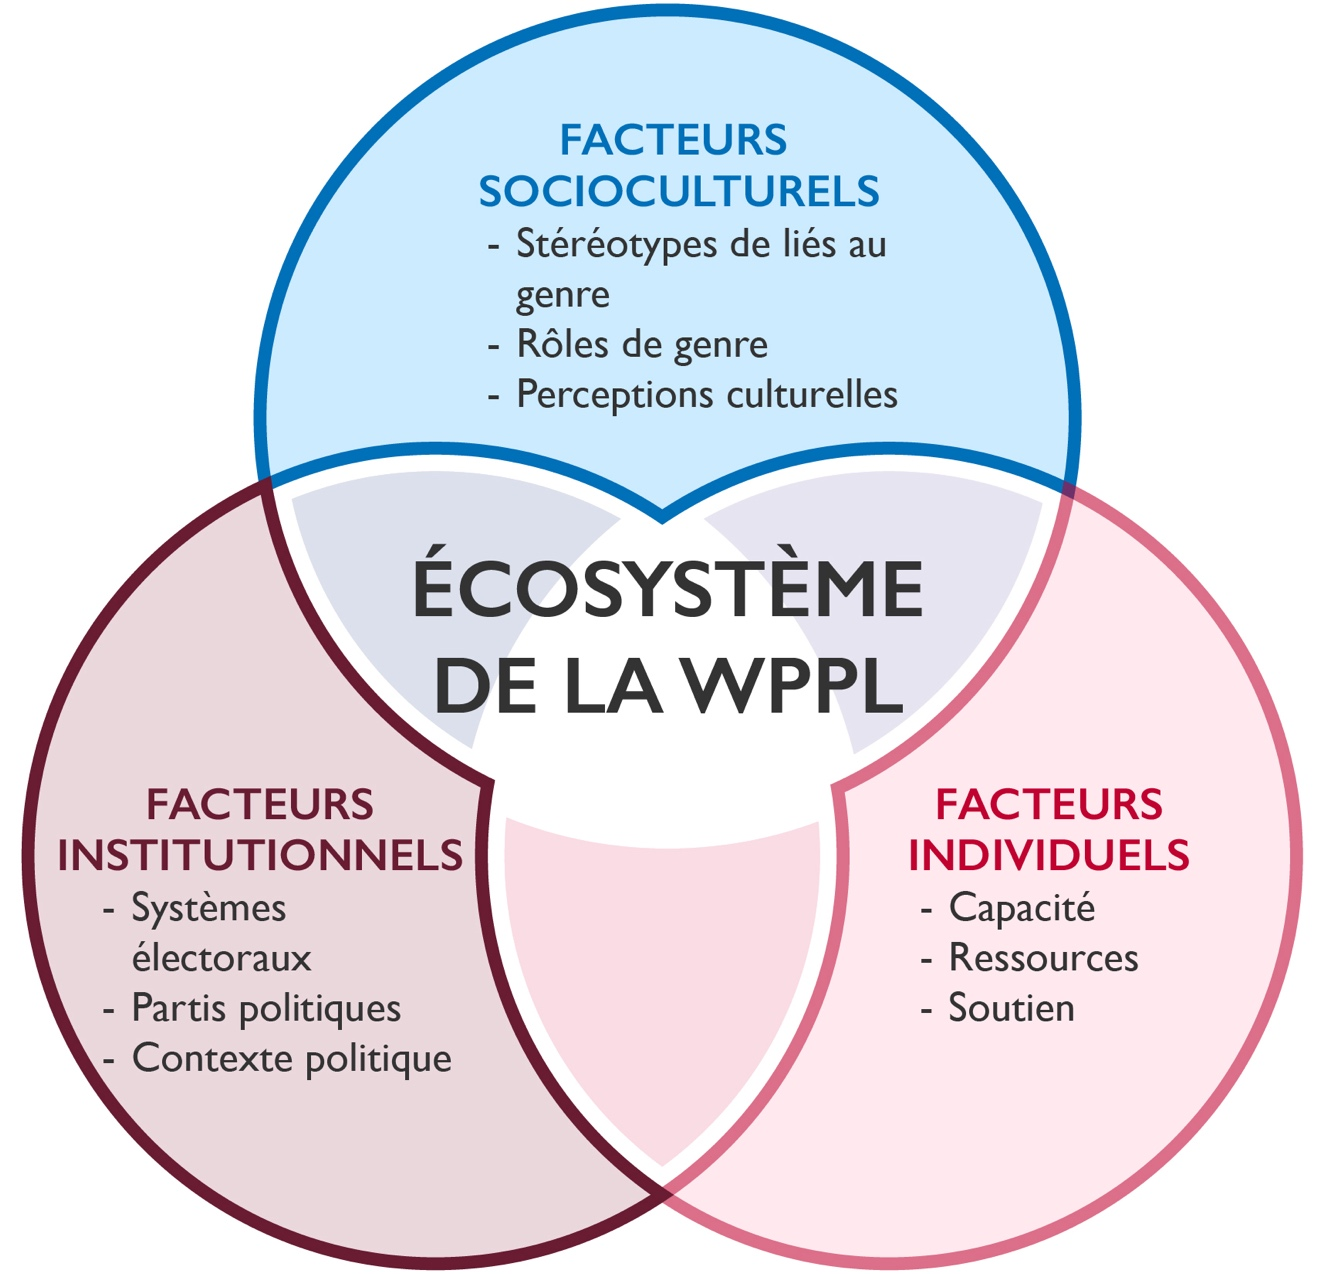 FACTEURS
SOCIOCULTURELS
- Stéréotypes de liés au
genre
- Rôles de genre
- Perceptions culturelles
ÉCOSYSTÈME
DE LA WPPL
FACTEURS
INSTITUTIONNELS
- Systèmes
électoraux
- Partis politiques
- Contexte politique
FACTEURS
INDIVIDUELS
- Capacité
- Ressources
- Soutien